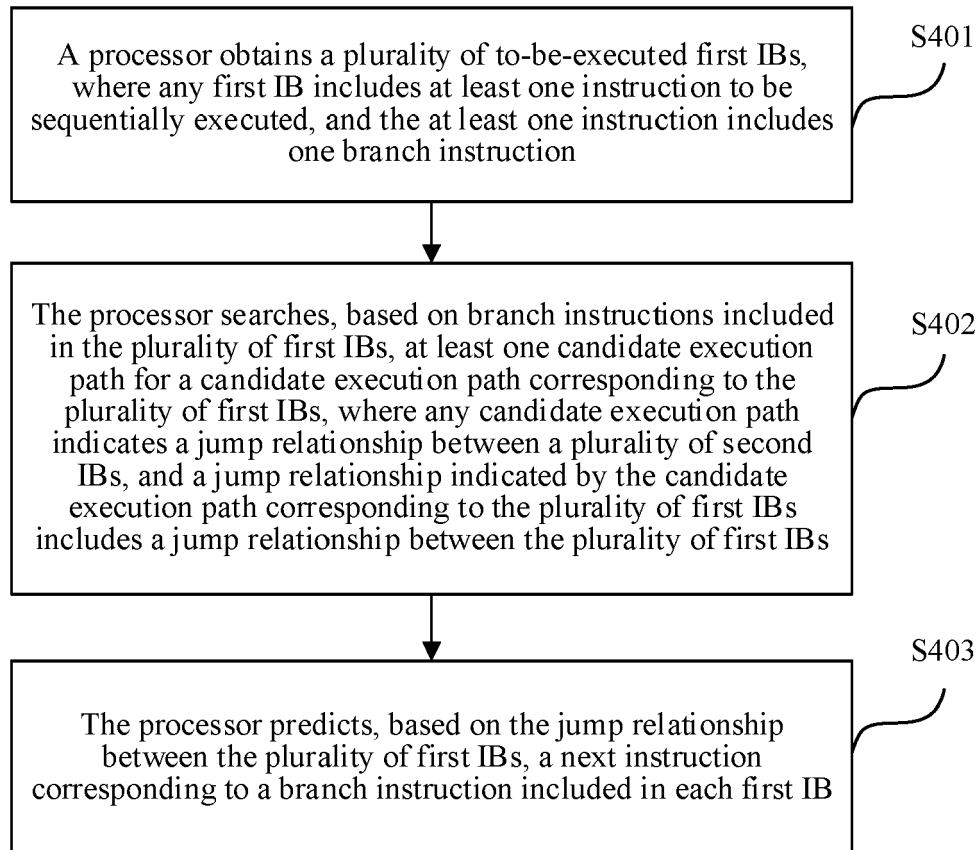 A processor obtains a plurality of to-be-executed first IBs,
where any first IB includes at least one instruction to be
sequentially executed, and the at least one instruction includes
one branch instruction
S401
The processor searches, based on branch instructions included
in the plurality of first IBs, at least one candidate execution
path for a candidate execution path corresponding to the
plurality of first IBs, where any candidate execution path
indicates a jump relationship between a plurality of second
IBs, and a jump relationship indicated by the candidate
execution path corresponding to the plurality of first IBs
includes a jump relationship between the plurality of first IBs
S402
The processor predicts, based on the jump relationship
between the plurality of first IBs, a next instruction
corresponding to a branch instruction included in each first IB
S403